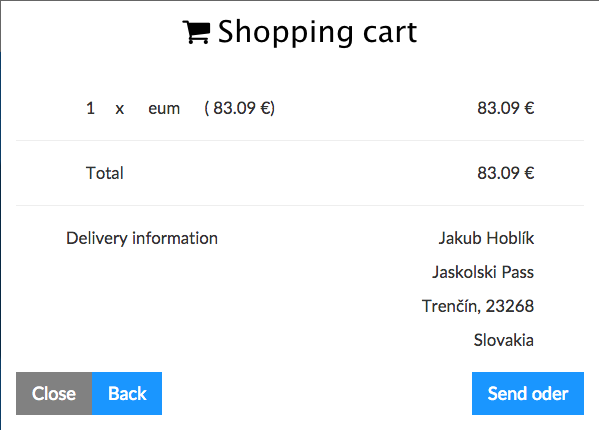 Shopping cart
1 x eum ( 83.09 €) 83.09 €
Total 83.09 €
Delivery information Jakub Hoblík
Jaskolski Pass
Trenčín, 23268
Slovakia
Close Back Send oder